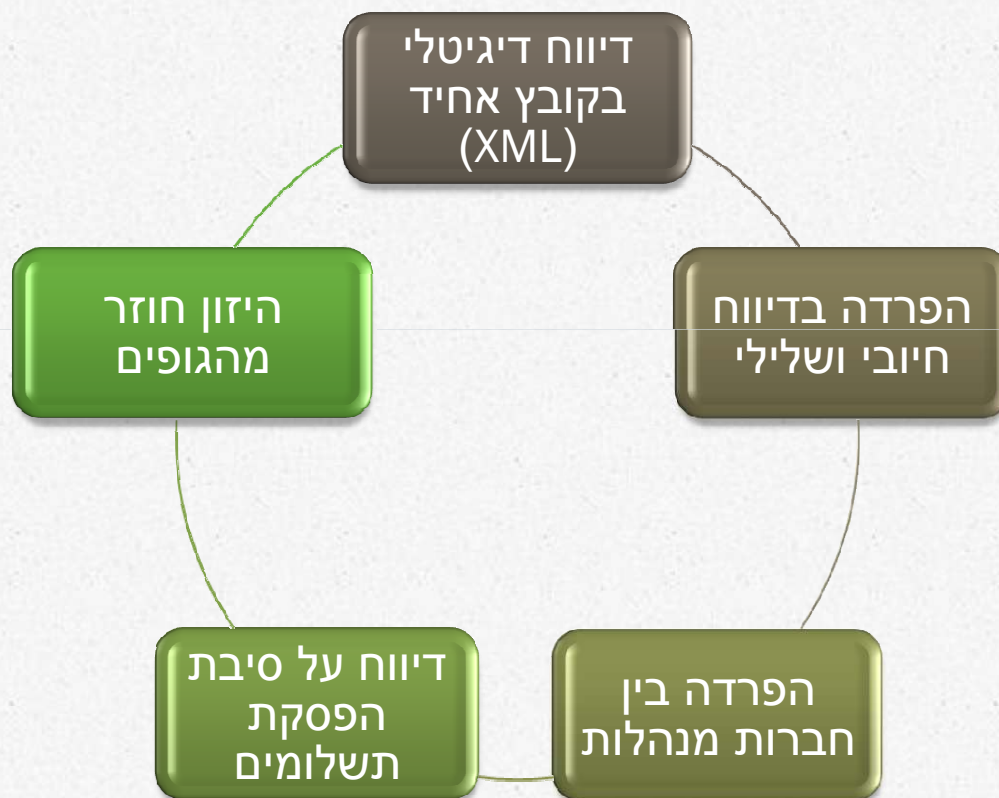 דיווח דיגיטלי
בקובץ אחיד
(XML)
הפרדה בדיווח
חיובי ושלילי
הפרדה בין
חברות מנהלות
דיווח על סיבת
הפסקת
תשלומים
היזון חוזר
מהגופים